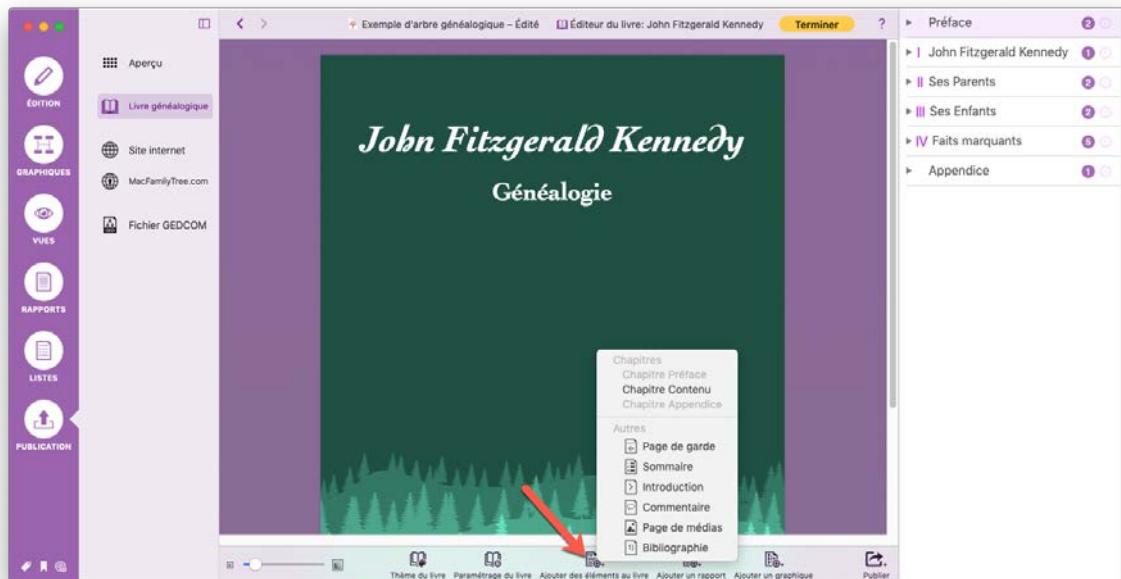 Exemple d'arbre généalogique – Édité
Éditeur du livre: John Fitzgerald Kennedy
Terminer
?
ÉDITION
GRAPHIQUES
VUES
RAPPORTS
LISTES
PUBLICATION
Aperçu
Livre généalogique
Site internet
MacFamilyTree.com
Fichier GEDCOM
John Fitzgerald Kennedy
Généalogie
Chapitres
Chapitre Préface
Chapitre Contenu
Chapitre Appendice
Autres
Page de garde
Sommaire
Introduction
Commentaire
Page de médias
Bibliographie
Thème du livre
Paramétrage du livre
Ajouter des éléments au livre
Ajouter un rapport
Ajouter un graphique
Publier
Préface 2
I John Fitzgerald Kennedy 1
II Ses Parents 2
III Ses Enfants 2
IV Faits marquants 5
Appendice 1